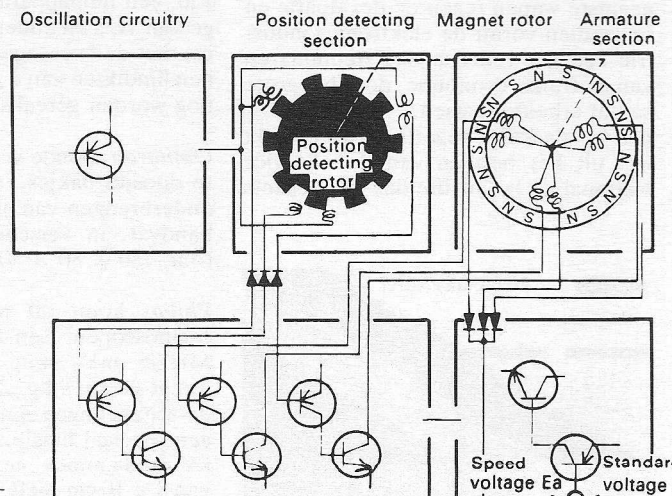 Oscillation circuitry
Position detecting
section
Magnet rotor
Armature
section
Position
detecting
rotor
Speed
voltage Ea
Standar
voltage